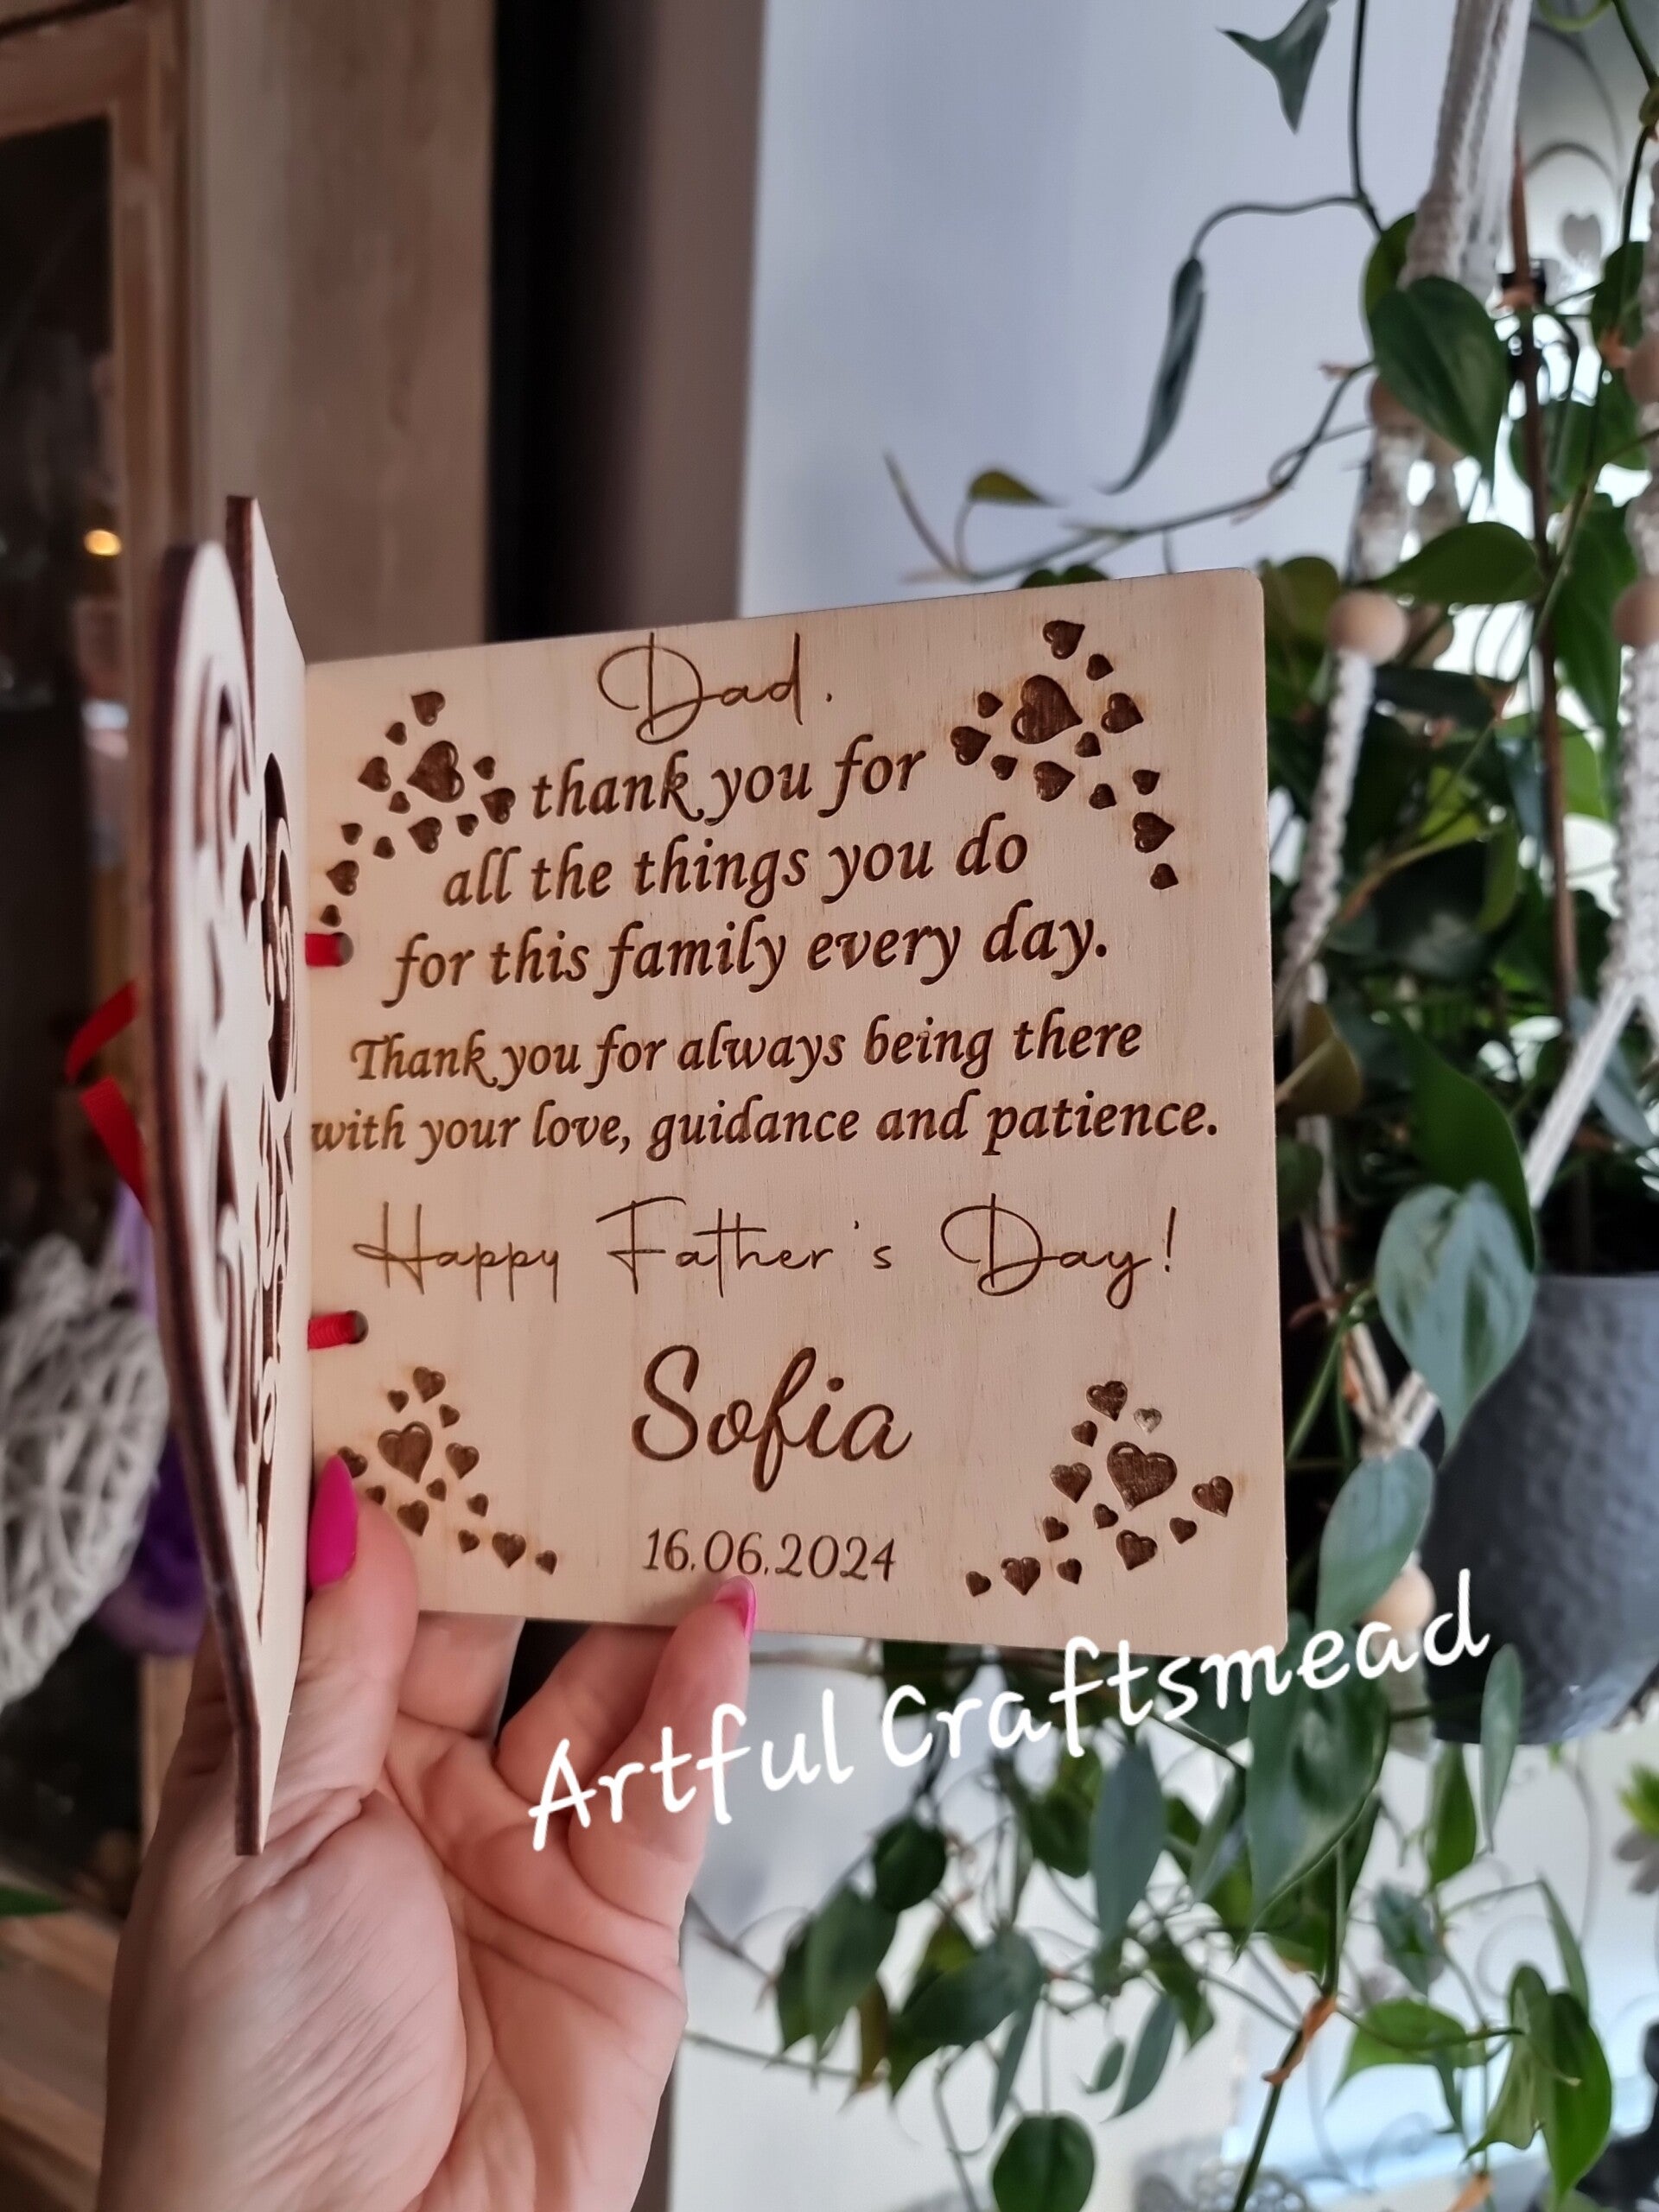 Dad.
thank you for
all the things you do
for this family every day.
Thank you for always being there
with your love, guidance and patience.
Happy Father's Day!
Sofia
16.06.2024
Artful Craftsmead